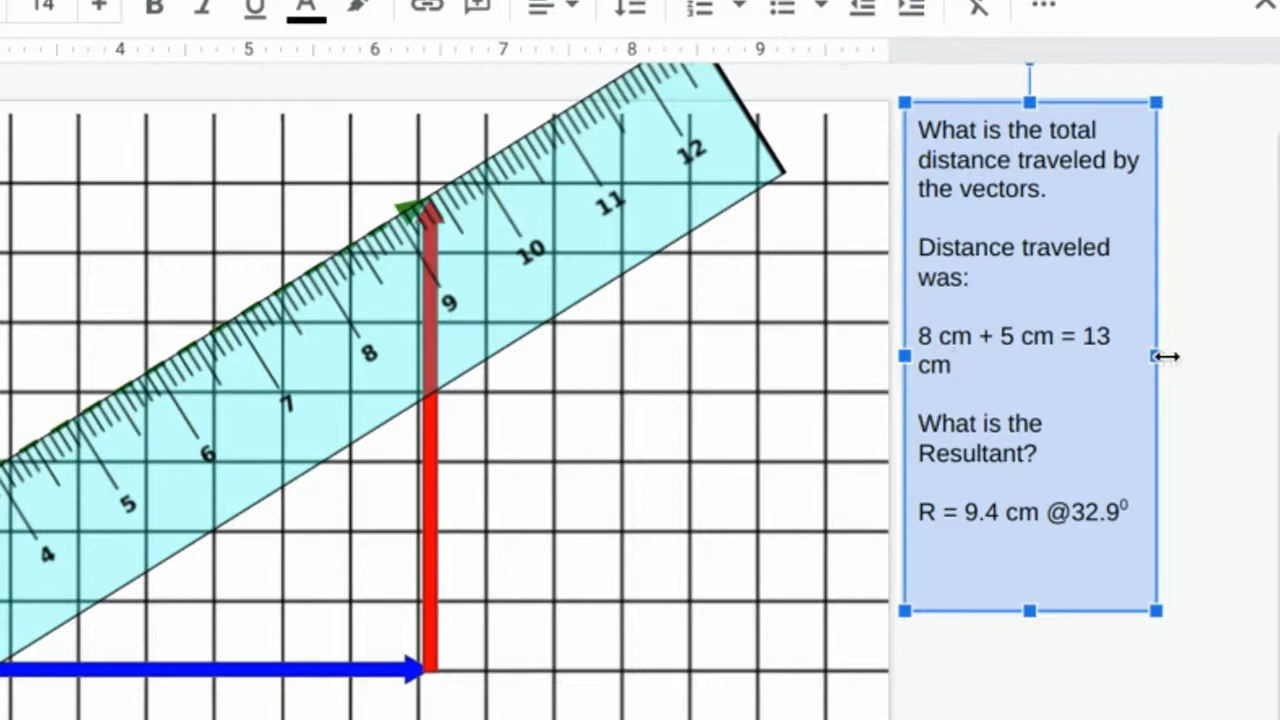 14 + B I U A
4 5 6 7 8 9
12
11
10
9
8
7
6
5
4
What is the total
distance traveled by
the vectors.
Distance traveled
was:
8 cm + 5 cm = 13
cm
What is the
Resultant?
R = 9.4 cm @32.9⁰